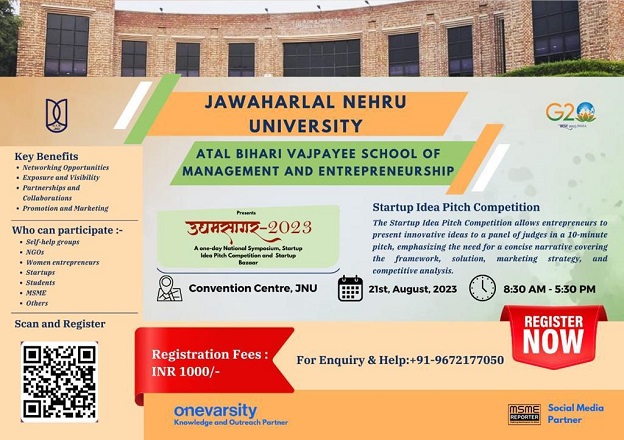 JAWAHARLAL NEHRU
UNIVERSITY
G20
ATAL BIHARI VAJPAYEE SCHOOL OF
MANAGEMENT AND ENTREPRENEURSHIP
Key Benefits
• Networking Opportunities
• Exposure and Visibility
• Partnerships and
Collaborations
• Promotion and Marketing
Who can participate :-
• Self-help groups
• NGOs
• Women entrepreneurs
• Startups
• Students
• MSME
• Others
Scan and Register
Presents
उद्यमसागर-2023
A one-day National Symposium, Startup
Idea Pitch Competition and Startup
Bazaar
Startup Idea Pitch Competition
The Startup Idea Pitch Competition allows entrepreneurs to
present innovative ideas to a panel of judges in a 10-minute
pitch, emphasizing the need for a concise narrative covering
the framework, solution, marketing strategy, and
competitive analysis.
Convention Centre, JNU
21st, August, 2023
8:30 AM - 5:30 PM
REGISTER
NOW
Registration Fees :
INR 1000/-
For Enquiry & Help:+91-9672177050
onevarsity
Knowledge and Outreach Partner
MSME
REPORTER
Social Media
Partner